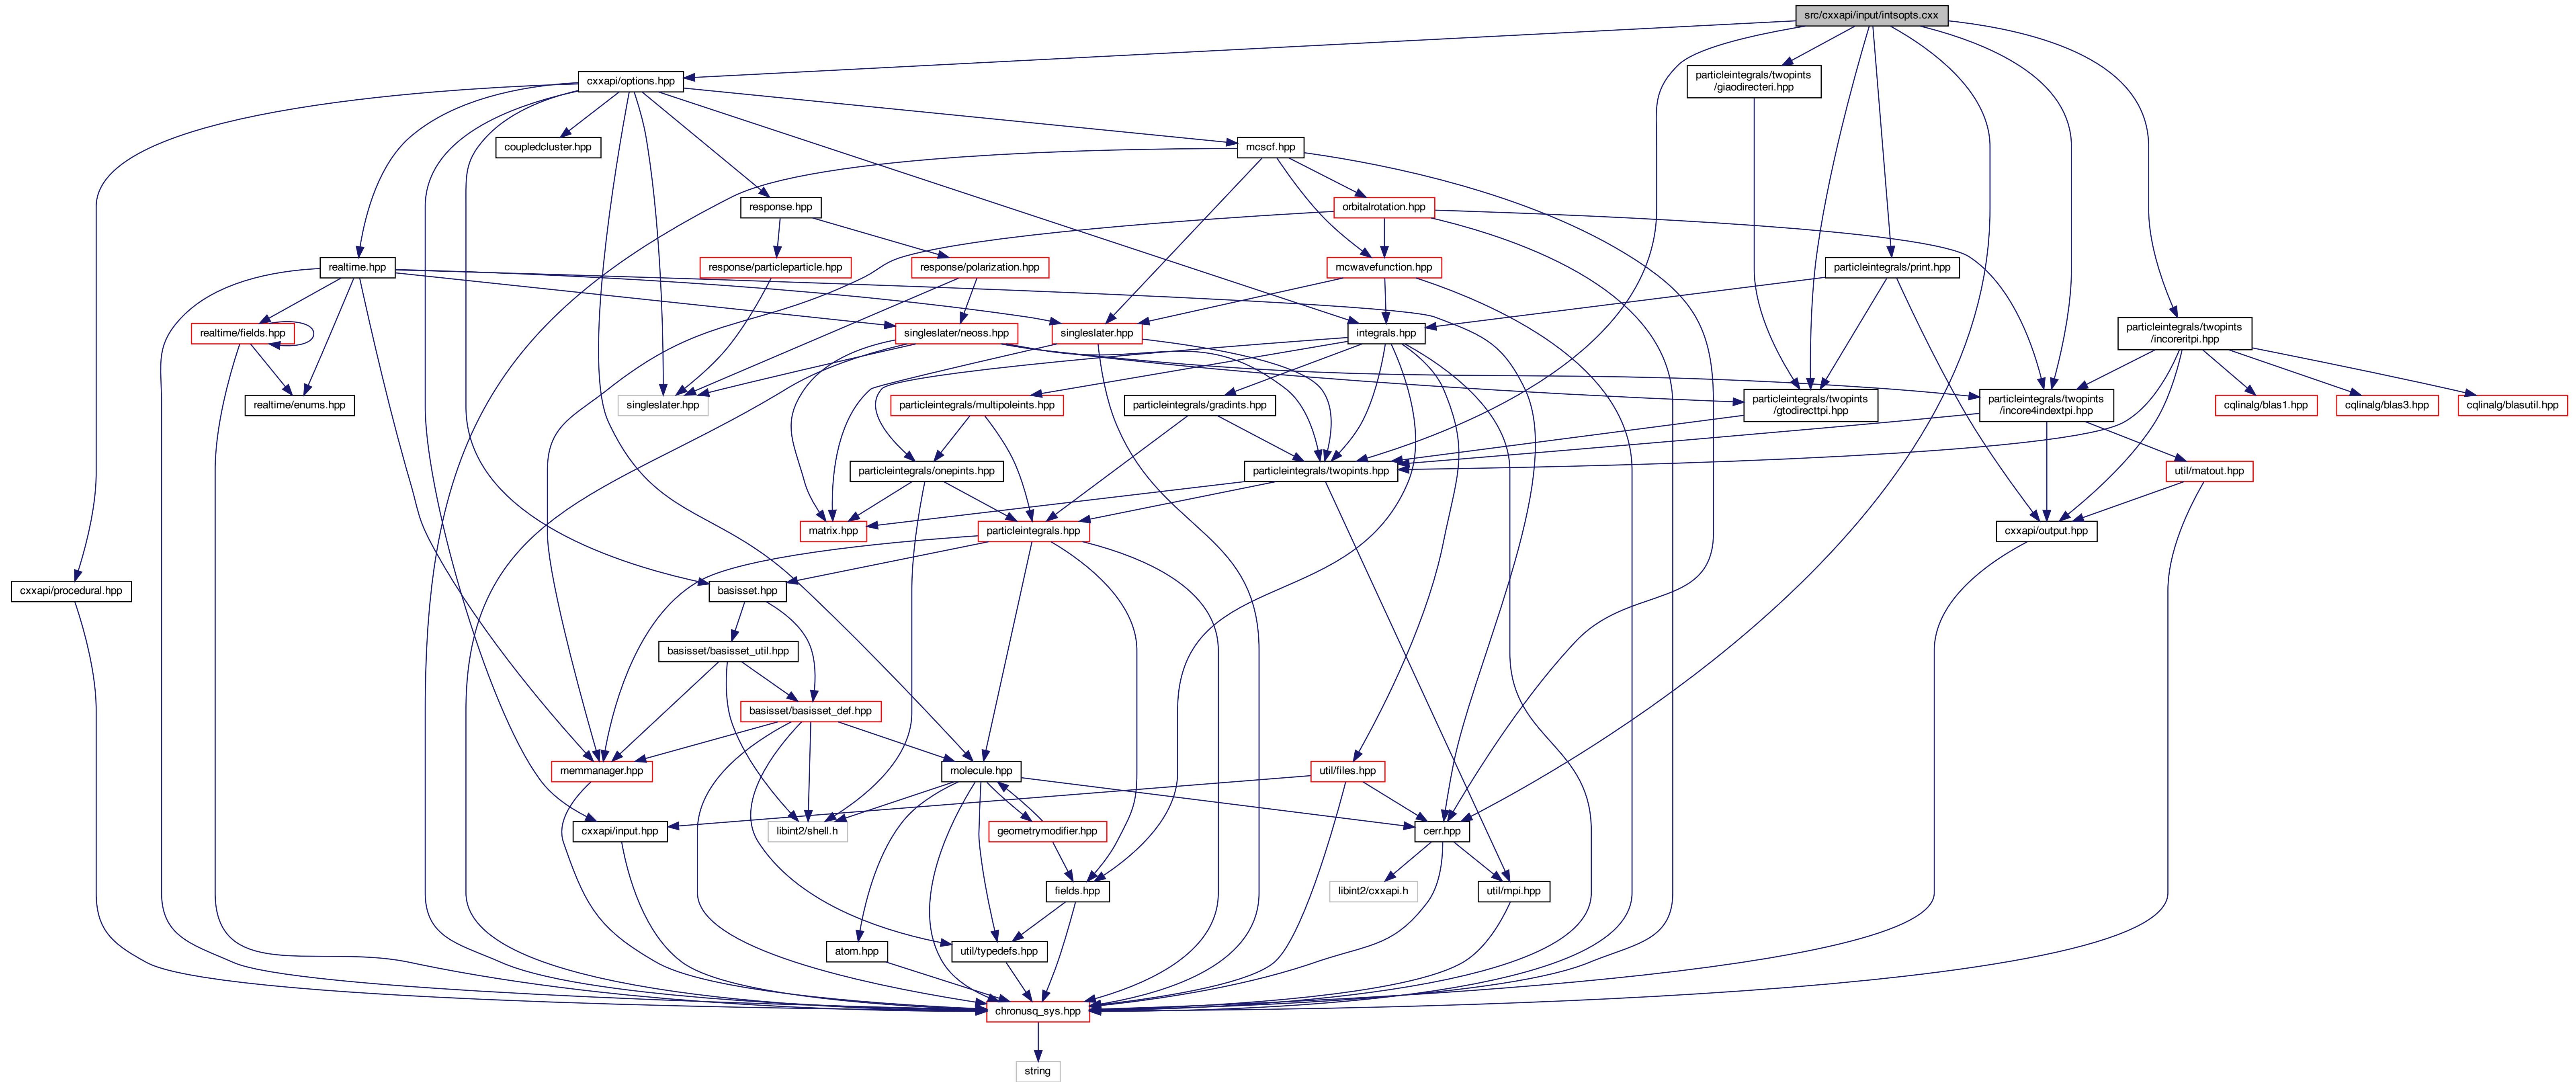 src/cxxapi/input/intsopts.cxx
cxxapi/options.hpp
particleintegrals/twopints
/giaodirecteri.hpp
coupledcluster.hpp
mcscf.hpp
response.hpp
orbitalrotation.hpp
realtime.hpp
response/particleparticle.hpp
response/polarization.hpp
mcwavefunction.hpp
particleintegrals/print.hpp
realtime/fields.hpp
singleslater/neoss.hpp
singleslater.hpp
integrals.hpp
particleintegrals/twopints
/incoreritpi.hpp
realtime/enums.hpp
singleslater.hpp
particleintegrals/multipoleints.hpp
particleintegrals/gradints.hpp
particleintegrals/twopints
/gtodirecttpi.hpp
particleintegrals/twopints
/incore4indextpi.hpp
cqlinalg/blas1.hpp
cqlinalg/blas3.hpp
cqlinalg/blasutil.hpp
particleintegrals/onepints.hpp
particleintegrals/twopints.hpp
util/matout.hpp
matrix.hpp
particleintegrals.hpp
cxxapi/output.hpp
cxxapi/procedural.hpp
basisset.hpp
basisset/basisset_util.hpp
basisset/basisset_def.hpp
memmanager.hpp
molecule.hpp
util/files.hpp
cxxapi/input.hpp
libint2/shell.h
geometrymodifier.hpp
cerr.hpp
fields.hpp
libint2/cxxapi.h
util/mpi.hpp
atom.hpp
util/typedefs.hpp
chronusq_sys.hpp
string